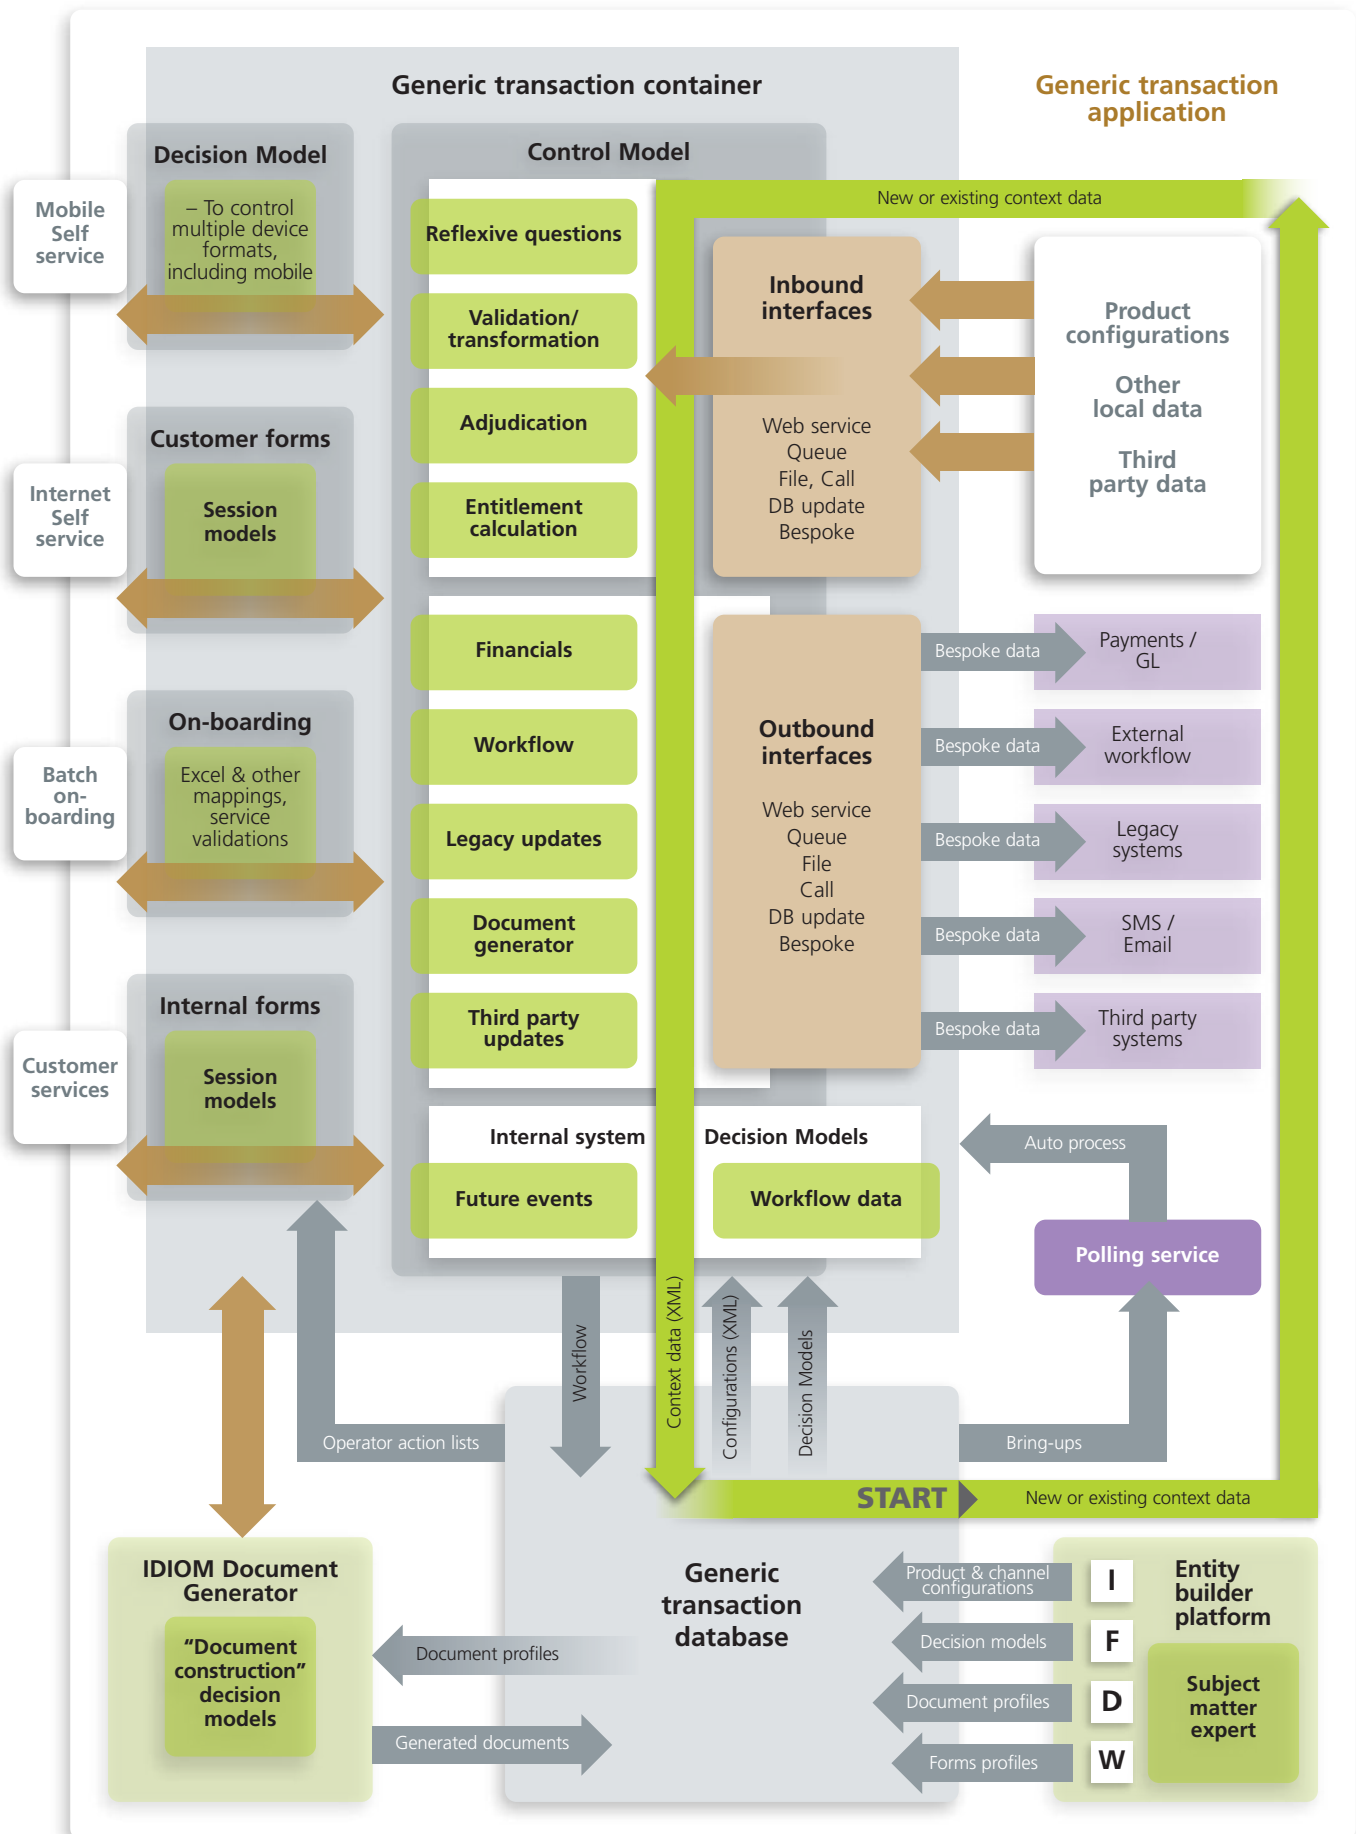 Generic transaction container
Generic transaction
application
Decision Model
– To control
multiple device
formats,
including mobile
Mobile
Self
service
Customer forms
Session
models
Internet
Self
service
On-boarding
Excel & other
mappings,
service
validations
Batch
on-
boarding
Internal forms
Session
models
Customer
services
Control Model
Reflexive questions
Validation/
transformation
Adjudication
Entitlement
calculation
Financials
Workflow
Legacy updates
Document
generator
Third party
updates
Internal system
Decision Models
Future events
Workflow data
New or existing context data
Inbound
interfaces
Web service
Queue
File, Call
DB update
Bespoke
Product
configurations
Other
local data
Third
party data
Outbound
interfaces
Web service
Queue
File
Call
DB update
Bespoke
Bespoke data
Payments /
GL
Bespoke data
External
workflow
Bespoke data
Legacy
systems
Bespoke data
SMS /
Email
Bespoke data
Third party
systems
Auto process
Polling service
Bring-ups
Workflow
Context data (XML)
Configurations (XML)
Decision Models
Operator action lists
START
New or existing context data
IDIOM Document
Generator
“Document
construction”
decision
models
Document profiles
Generated documents
Generic
transaction
database
Product & channel
configurations
Decision models
Document profiles
Forms profiles
I
F
D
W
Entity
builder
platform
Subject
matter
expert